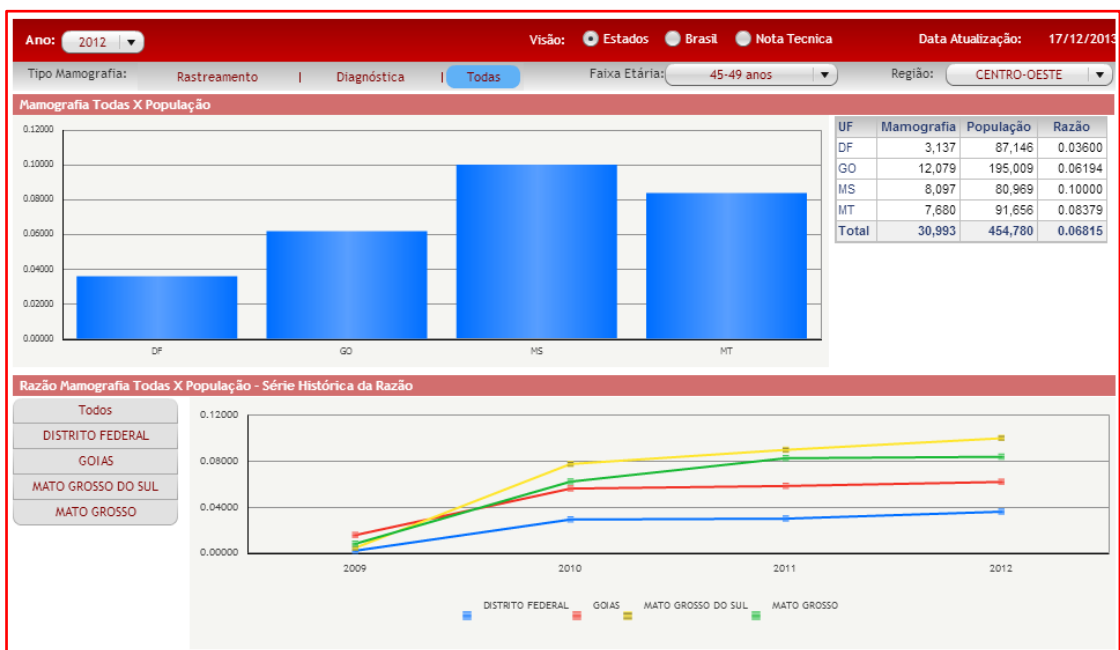 Ano: 2012 Visão: Estados Brasil Nota Tecnica Data Atualização: 17/12/2013
Tipo Mamografia: Rastreamento | Diagnóstica | Todas Faixa Etária: 45-49 anos Região: CENTRO-OESTE
Mamografia Todas X População
0.12000
0.10000
0.08000
0.06000
0.04000
0.02000
0.00000
DF GO MS MT
UF Mamografia População Razão
DF 3,137 87,146 0.03600
GO 12,079 195,009 0.06194
MS 8,097 80,969 0.10000
MT 7,680 91,656 0.08379
Total 30,993 454,780 0.06815
Razão Mamografia Todas X População - Série Histórica da Razão
Todos
DISTRITO FEDERAL
GOIAS
MATO GROSSO DO SUL
MATO GROSSO
0.12000
0.08000
0.04000
0.00000
2009 2010 2011 2012
DISTRITO FEDERAL GOIAS MATO GROSSO DO SUL MATO GROSSO